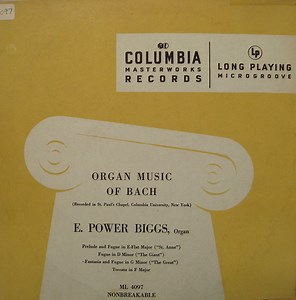 097
COLUMBIA
MASTERWORKS
RECORDS
LP
LONG PLAYING
MICROGROOVE
ORGAN MUSIC
OF BACH
(Recorded in St. Paul's Chapel, Columbia University, New York)
E. POWER BIGGS, Organ
Prelude and Fugue in E-Flat Major ("St. Anne")
Fugue in D Minor ("The Giant")
Fantasia and Fugue in G Minor ("The Great")
Toccata in F Major
ML 4097
NONBREAKABLE